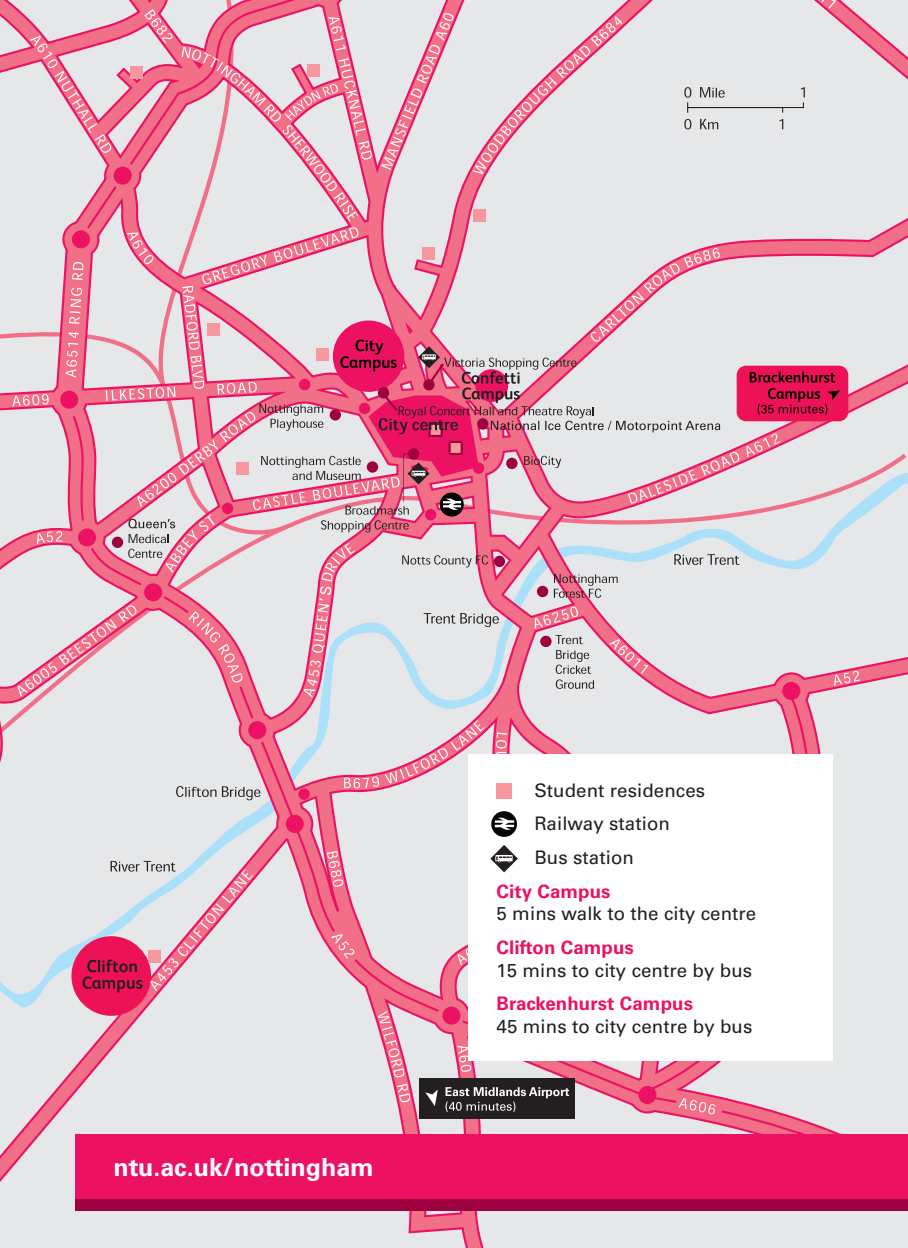 B682
A611 HUCKNALL RD
MANSFIELD ROAD A60
WOODBOROUGH ROAD B684
A610 NUTHALL RD
NOTTINGHAM RD
HAYDN RD
SHERWOOD RISE
0 Mile 1
0 Km 1
A610
GREGORY BOULEVARD
CARLTON ROAD B686
A6514 RING RD
RADFORD BLVD
City
Campus
Victoria Shopping Centre
Confetti
Campus
Brackenhurst
Campus
(35 minutes)
A609
ILKESTON ROAD
Nottingham
Playhouse
Royal Concert Hall and Theatre Royal
City centre
National Ice Centre / Motorpoint Arena
A6200 DERBY ROAD
Nottingham Castle
and Museum
BioCity
DALESIDE ROAD A612
CASTLE BOULEVARD
Broadmarsh
Shopping Centre
A52
Queen's
Medical
Centre
ABBEY ST
Notts County FC
River Trent
Nottingham
Forest FC
Trent Bridge
A6250
A453 QUEEN'S DRIVE
A6005 BEESTON RD
RING ROAD
Trent
Bridge
Cricket
Ground
A6011
A52
B679 WILFORD LANE
Clifton Bridge
River Trent
B680
A453 CLIFTON LANE
A52
Clifton
Campus
Student residences
Railway station
Bus station
City Campus
5 mins walk to the city centre
Clifton Campus
15 mins to city centre by bus
Brackenhurst Campus
45 mins to city centre by bus
WILFORD RD
A60
East Midlands Airport
(40 minutes)
A606
ntu.ac.uk/nottingham